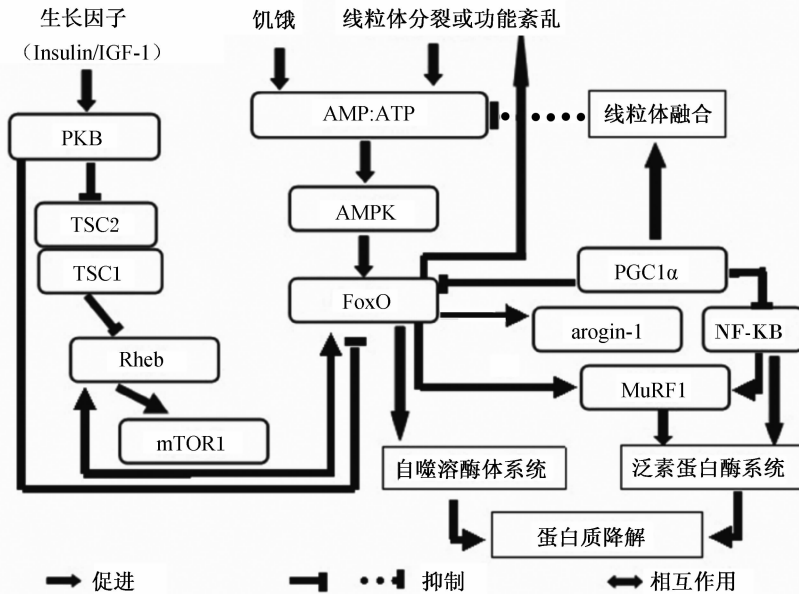 生长因子
(Insulin/IGF-1)
饥饿
线粒体分裂或功能紊乱
PKB
AMP:ATP
线粒体融合
TSC2
AMPK
TSC1
PGC1α
FoxO
arogin-1
NF-KB
Rheb
MuRF1
mTOR1
自噬溶酶体系统
泛素蛋白酶系统
蛋白质降解
促进
抑制
相互作用